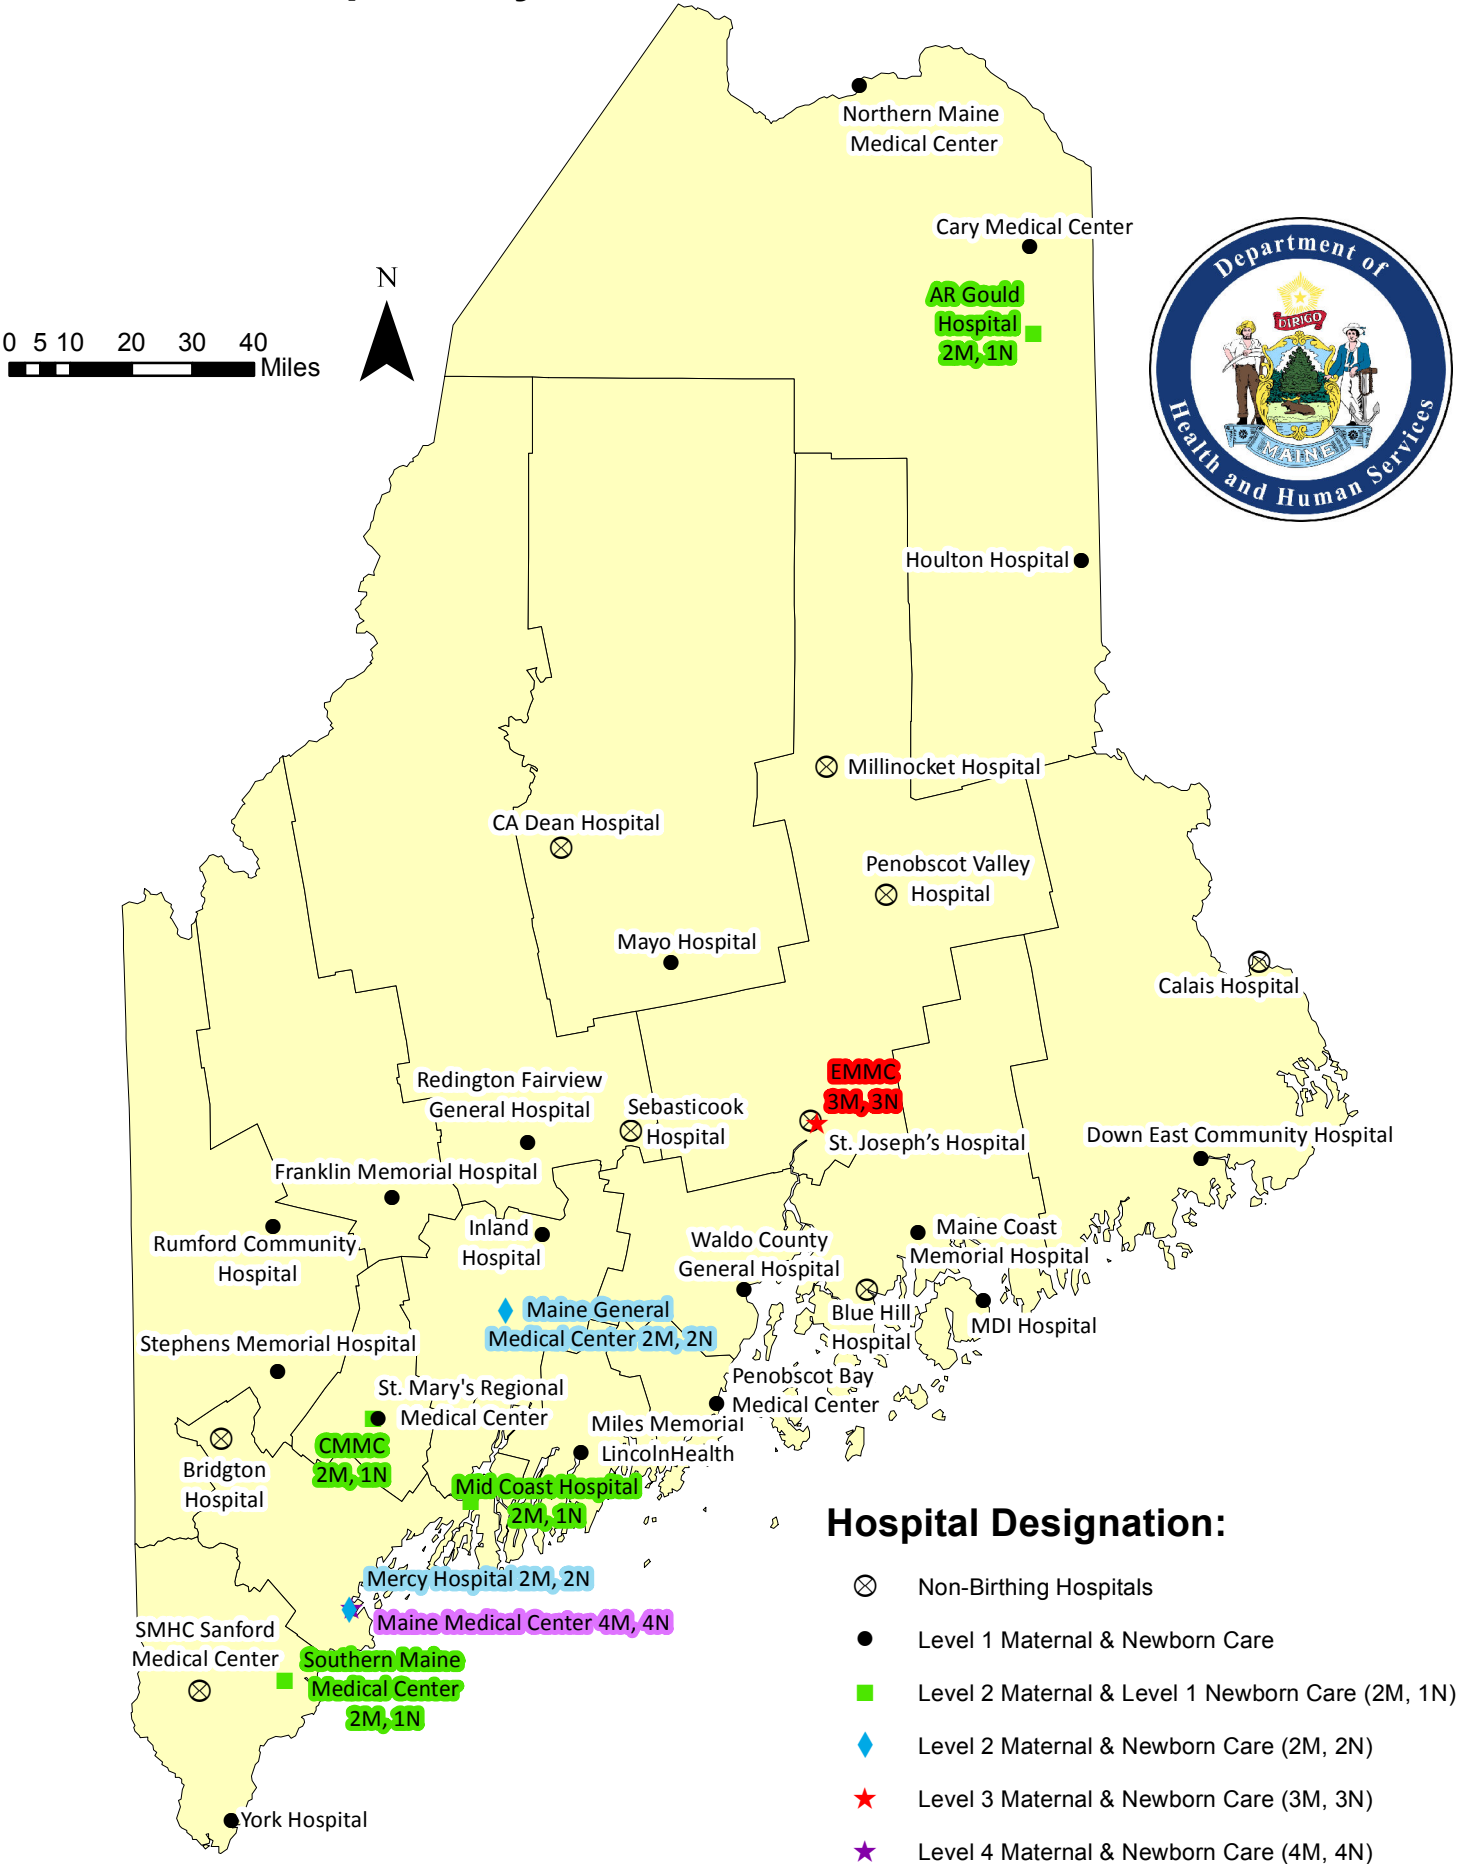 Northern Maine
Medical Center
Cary Medical Center
AR Gould
Hospital
2M, 1N
N
0 5 10 20 30 40
Miles
Department of
Health and Human Services
DIRIGO
MAINE
Houlton Hospital
Millinocket Hospital
CA Dean Hospital
Penobscot Valley
Hospital
Mayo Hospital
Calais Hospital
EMMC
3M, 3N
Redington Fairview
General Hospital
Sebasticook
Hospital
St. Joseph’s Hospital
Down East Community Hospital
Franklin Memorial Hospital
Inland
Hospital
Rumford Community
Hospital
Waldo County
General Hospital
Maine Coast
Memorial Hospital
Maine General
Medical Center 2M, 2N
Blue Hill
Hospital
MDI Hospital
Stephens Memorial Hospital
St. Mary's Regional
Medical Center
Penobscot Bay
Medical Center
Miles Memorial
LincolnHealth
CMMC
2M, 1N
Bridgton
Hospital
Mid Coast Hospital
2M, 1N
Mercy Hospital 2M, 2N
Maine Medical Center 4M, 4N
SMHC Sanford
Medical Center
Southern Maine
Medical Center
2M, 1N
York Hospital
Hospital Designation:
Non-Birthing Hospitals
Level 1 Maternal & Newborn Care
Level 2 Maternal & Level 1 Newborn Care (2M, 1N)
Level 2 Maternal & Newborn Care (2M, 2N)
Level 3 Maternal & Newborn Care (3M, 3N)
Level 4 Maternal & Newborn Care (4M, 4N)